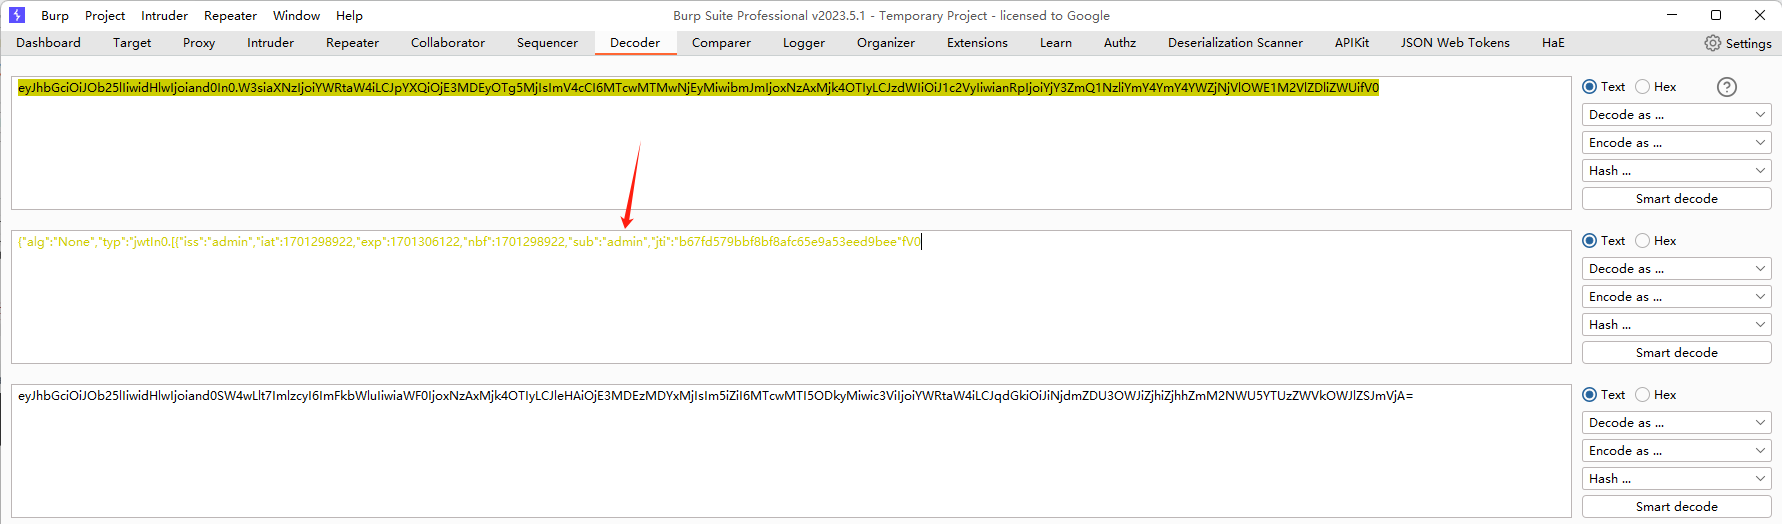 Burp Project Intruder Repeater Window Help Burp Suite Professional v2023.5.1 - Temporary Project - licensed to Google
Dashboard Target Proxy Intruder Repeater Collaborator Sequencer Decoder Comparer Logger Organizer Extensions Learn Authz Deserialization Scanner APIKit JSON Web Tokens HaE Settings
eyJhbGciOiJOb25lIiwidHlwIjoiand0In0.W3siaXNzIjoiYWRtaW4iLCJpYXQiOjE3MDEyOTg5MjIsImV4cCI6MTcwMTMwNjEyMiwibmJmIjoxNzAxMjk4OTIyLCJzdWIiOiJ1c2VyIiwianRpIjoiYjY3ZmQ1NzliYmY4YmY4YWZjNjVlOWE1M2VlZDliZWUifV0
Text Hex ?
Decode as ...
Encode as ...
Hash ...
Smart decode
{"alg":"None","typ":"jwtIn0.[{"iss":"admin","iat":1701298922,"exp":1701306122,"nbf":1701298922,"sub":"admin","jti":"b67fd579bbf8bf8afc65e9a53eed9bee"fV0
Text Hex
Decode as ...
Encode as ...
Hash ...
Smart decode
eyJhbGciOiJOb25lIiwidHlwIjoiand0SW4wLlt7ImlzcyI6ImFkbWluIiwiaWF0IjoxNzAxMjk4OTIyLCJleHAiOjE3MDEzMDYxMjIsIm5iZiI6MTcwMTI5ODkyMiwic3ViIjoiYWRtaW4iLCJqdGkiOiJiNjdmZDU3OWJiZjhiZjhhZmM2NWU5YTUzZWVkOWJlZSJmVjA=
Text Hex
Decode as ...
Encode as ...
Hash ...
Smart decode